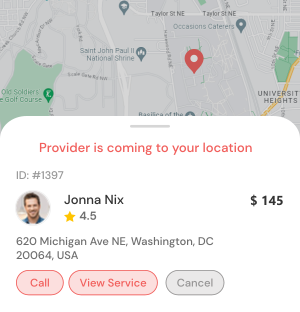 Taylor St NE
Taylor St NE
Occasions Caterers
Saint John Paul II
National Shrine
Old Soldiers
Golf Course
UNIVERSITY
HEIGHTS
Basilica of the
Provider is coming to your location
ID: #1397
Jonna Nix
$ 145
4.5
620 Michigan Ave NE, Washington, DC
20064, USA
Call
View Service
Cancel